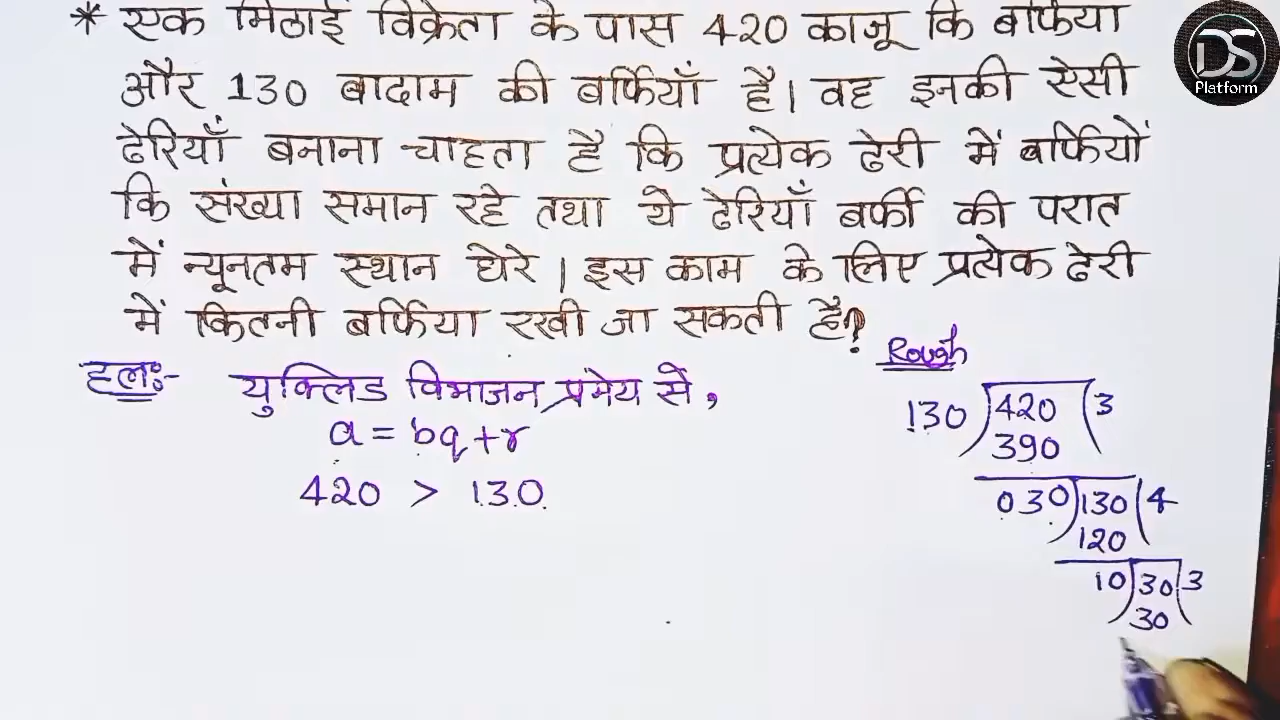 * एक मिठाई विक्रेता के पास 420 काजू कि बर्फिया
और 130 बादाम की बर्फियाँ है। वह इनकी ऐसी
ढेरियाँ बनाना चाहता है कि प्रत्येक ढेरी में बर्फियों
कि संख्या समान रहे तथा ये ढेरियाँ बर्फी की परात
में न्यूनतम स्थान घेरे। इस काम के लिए प्रत्येक ढेरी
में कितनी बर्फिया रखी जा सकती है?
हलः- युक्लिड विभाजन प्रमेय से,
a = bq + r
420 > 130
Rough
130)420(3
390
030)130(4
120
10)30(3
30
DS
Platform